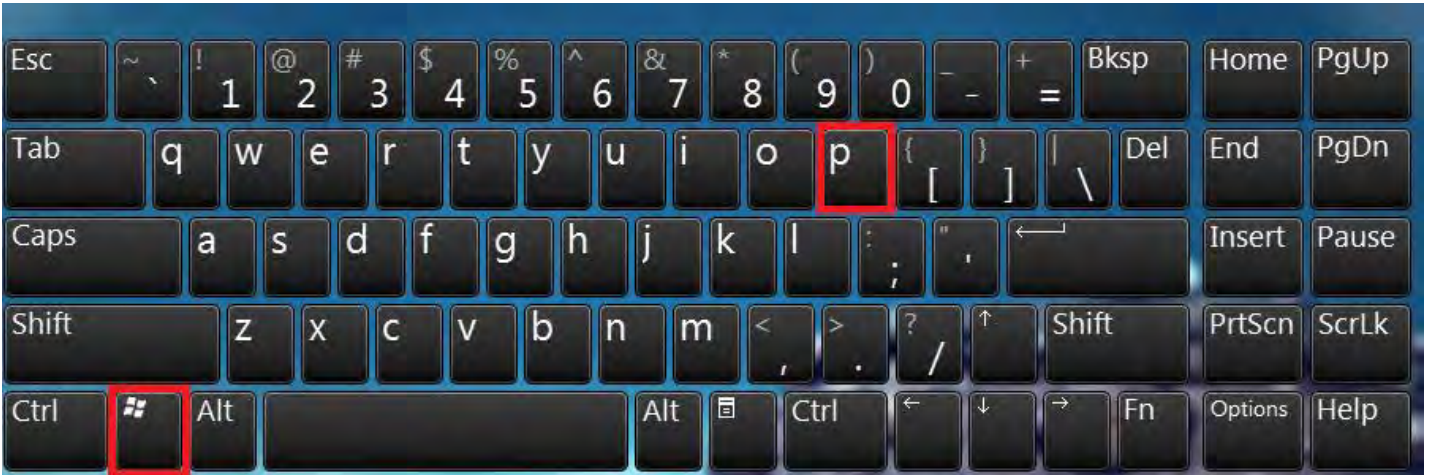 Esc ~ ` ! 1 @ 2 # 3 $ 4 % 5 ^ 6 & 7 * 8 ( 9 ) 0 _ - + = Bksp Home PgUp
Tab q w e r t y u i o p { [ } ] | \ Del End PgDn
Caps a s d f g h j k l : ; " ' ← Insert Pause
Shift z x c v b n m < , > . ? / ↑ Shift PrtScn ScrLk
Ctrl Alt Alt Ctrl ← ↓ → Fn Options Help